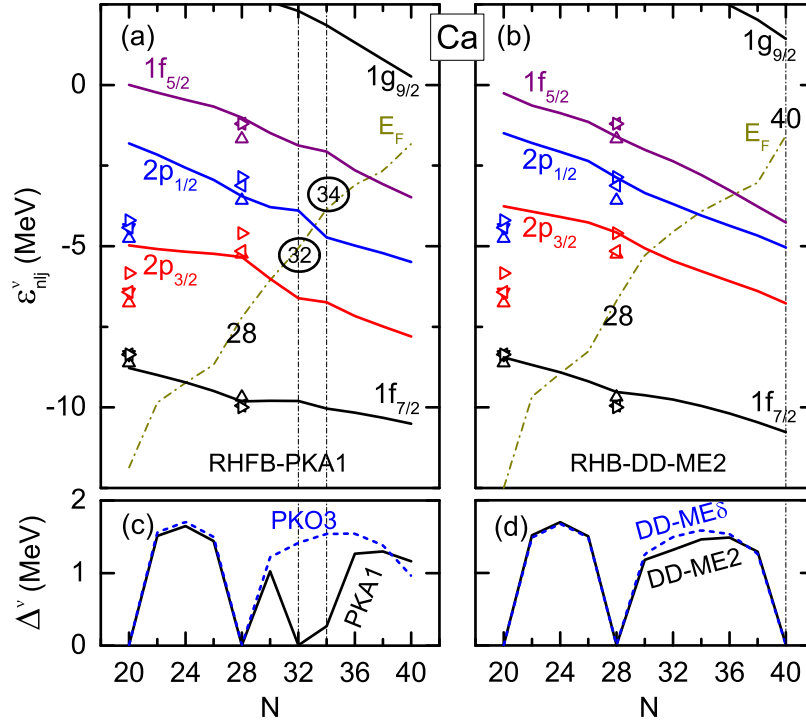 (a)
Ca
(b)
1g9/2
1g9/2
1f5/2
1f5/2
EF
40
EF
2p1/2
2p1/2
34
32
2p3/2
2p3/2
28
28
1f7/2
1f7/2
RHFB-PKA1
RHB-DD-ME2
0
-5
-10
ε^ν_nlj (MeV)
(c)
PKO3
PKA1
(d)
DD-MEδ
DD-ME2
2
1
0
Δ^ν (MeV)
20 24 28 32 36 40
20 24 28 32 36 40
N
N